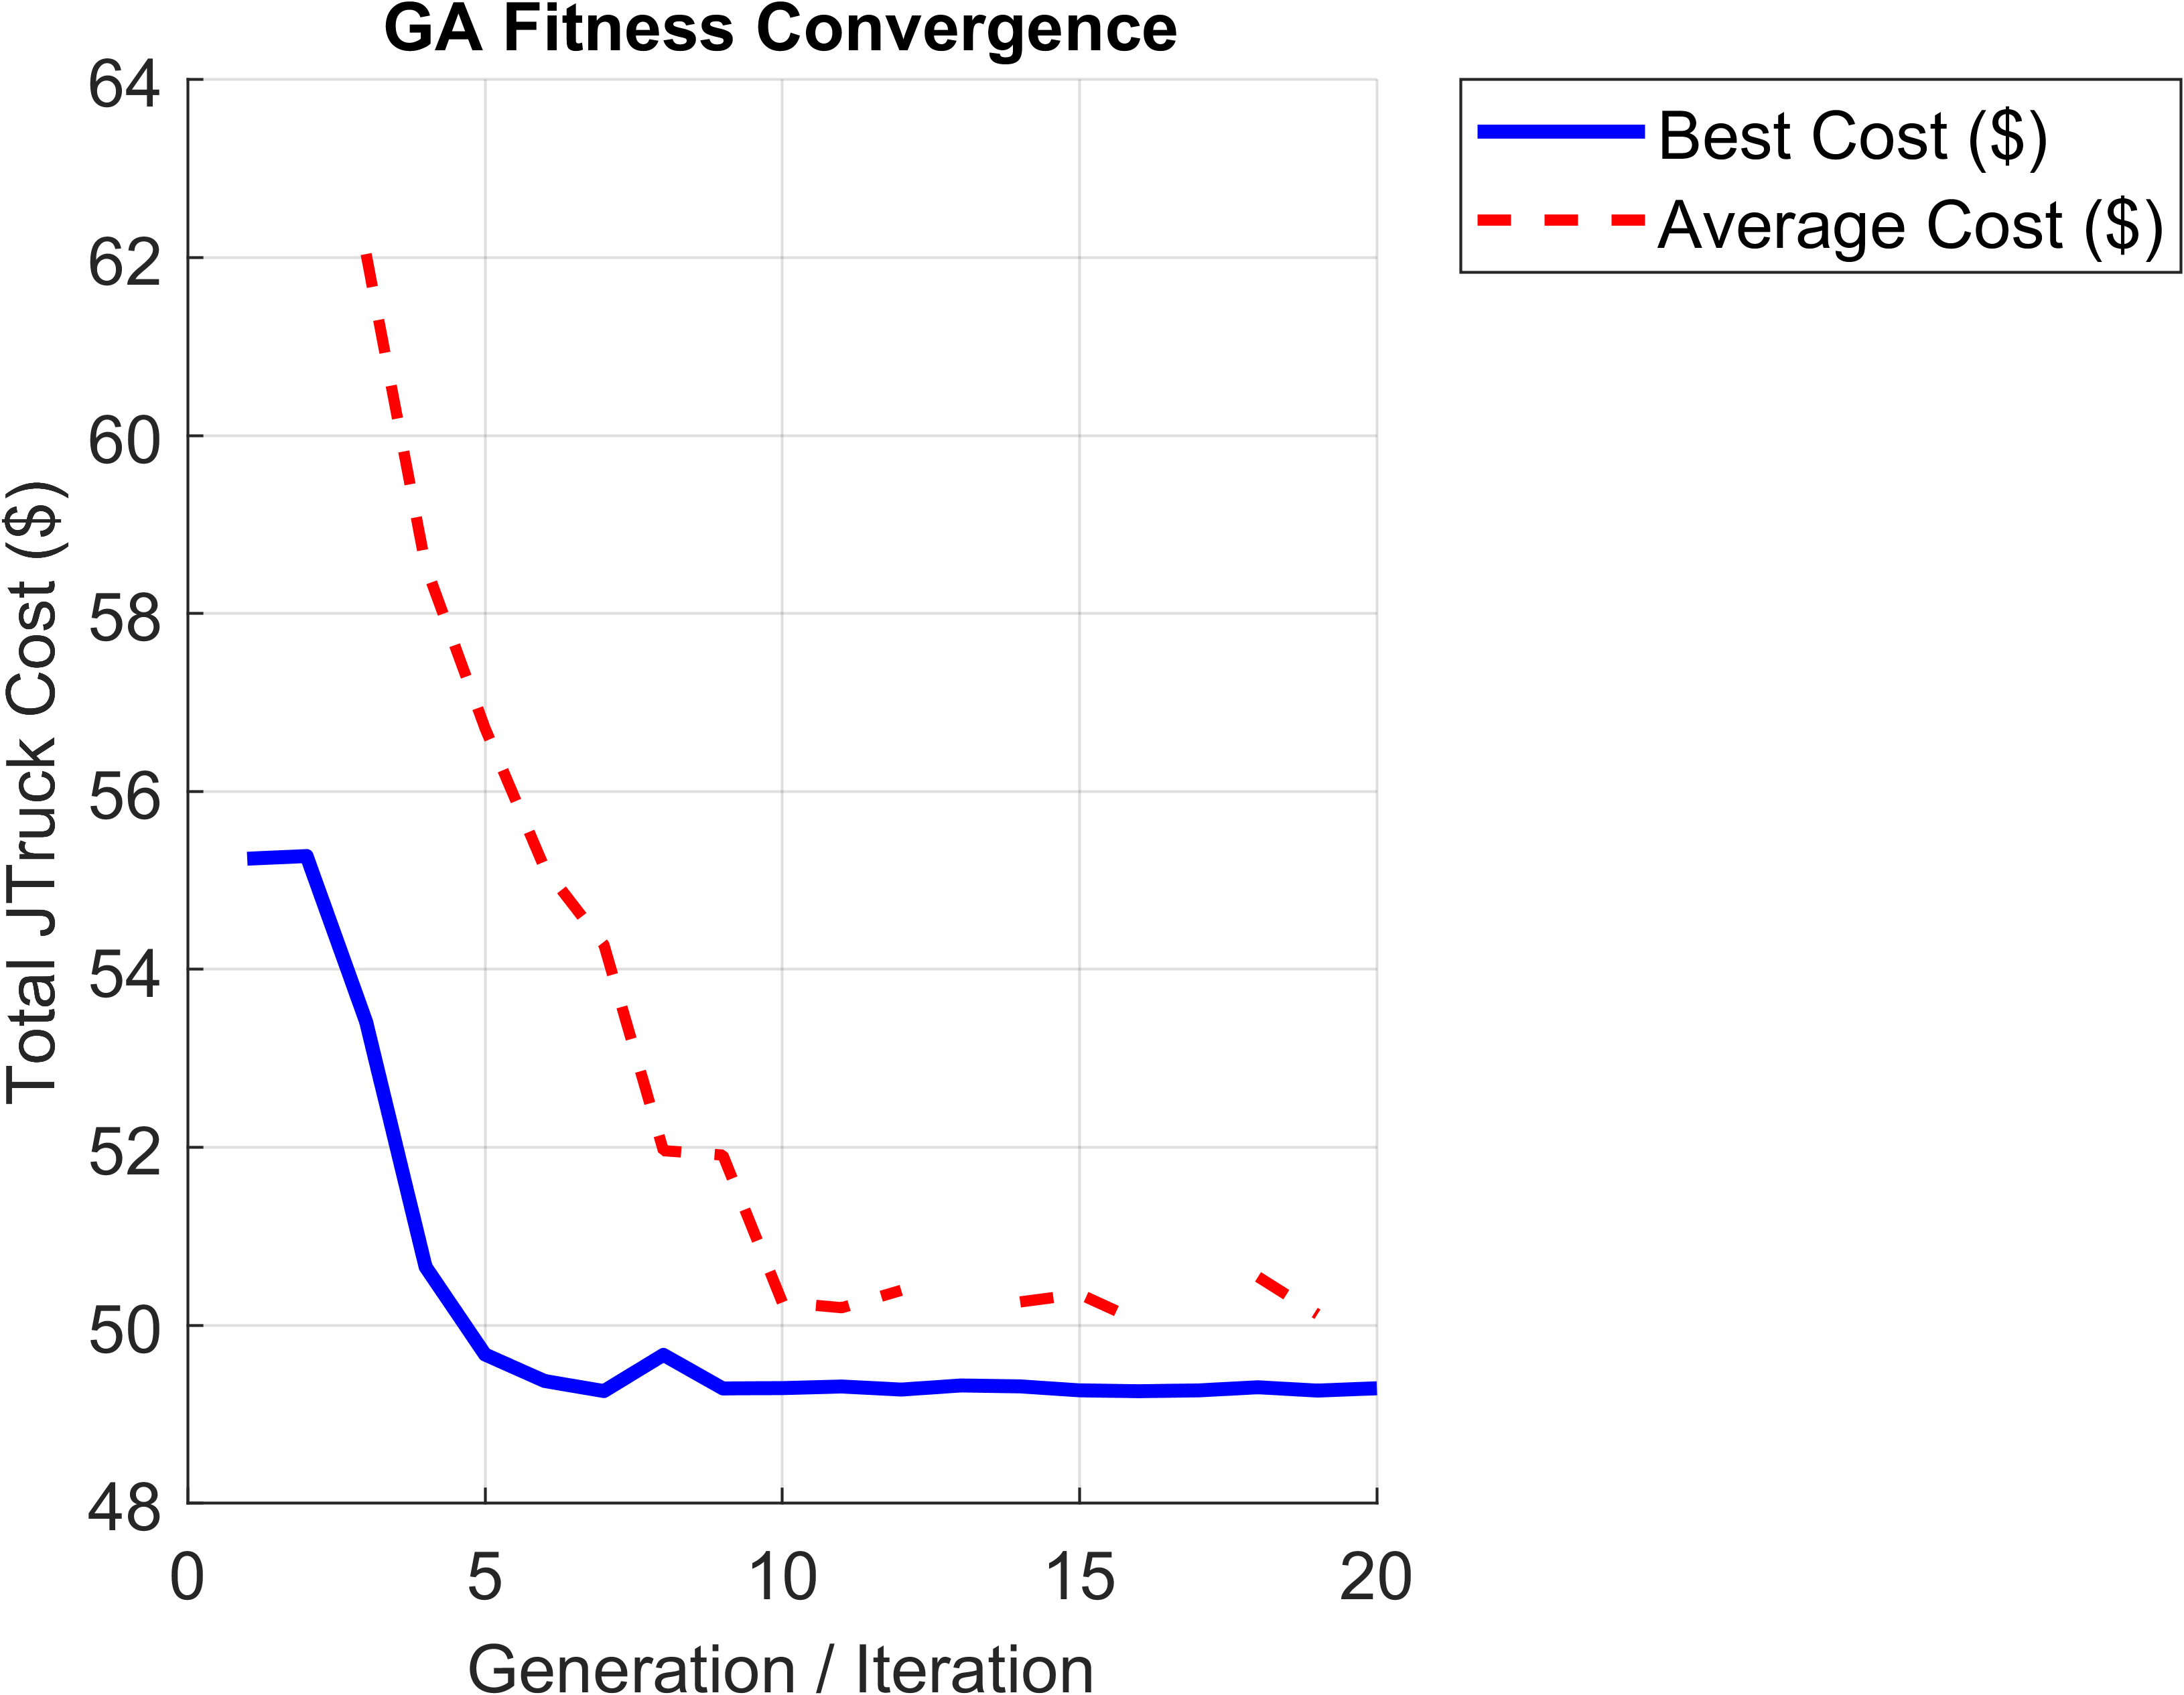 GA Fitness Convergence
Best Cost ($)
Average Cost ($)
Total JTruck Cost ($)
64
62
60
58
56
54
52
50
48
0
5
10
15
20
Generation / Iteration